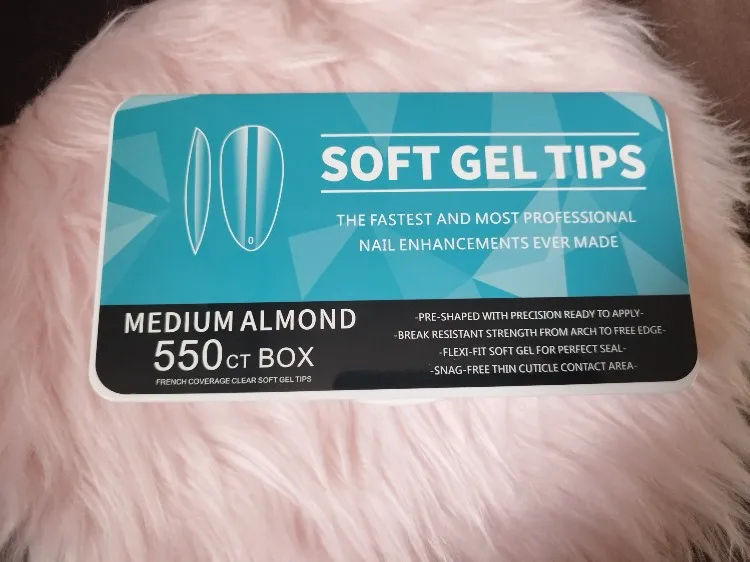 SOFT GEL TIPS
THE FASTEST AND MOST PROFESSIONAL
NAIL ENHANCEMENTS EVER MADE
0
MEDIUM ALMOND
550CT BOX
FRENCH COVERAGE CLEAR SOFT GEL TIPS
-PRE-SHAPED WITH PRECISION READY TO APPLY-
-BREAK RESISTANT STRENGTH FROM ARCH TO FREE EDGE-
-FLEXI-FIT SOFT GEL FOR PERFECT SEAL-
-SNAG-FREE THIN CUTICLE CONTACT AREA-